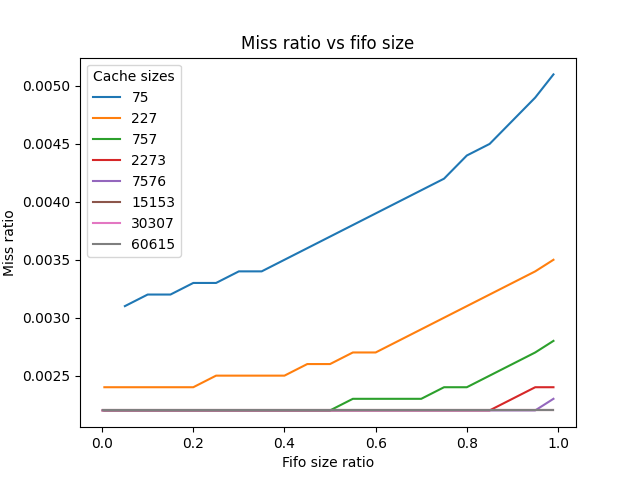 Miss ratio vs fifo size
Cache sizes
75
227
757
2273
7576
15153
30307
60615
0.0050
0.0045
0.0040
0.0035
0.0030
0.0025
Miss ratio
0.0 0.2 0.4 0.6 0.8 1.0
Fifo size ratio